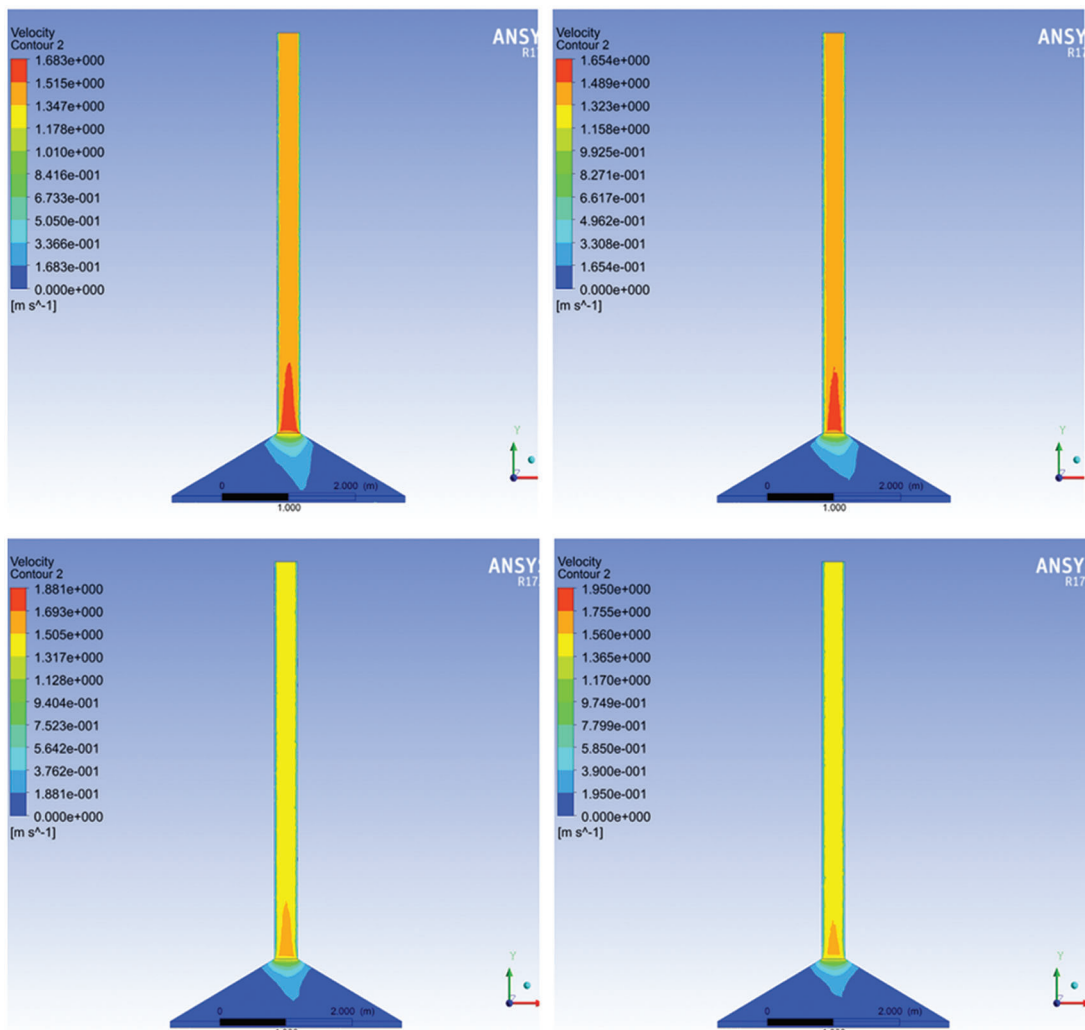 Velocity
Contour 2
1.683e+000
1.515e+000
1.347e+000
1.178e+000
1.010e+000
8.416e-001
6.733e-001
5.050e-001
3.366e-001
1.683e-001
0.000e+000
[m s^-1]
ANSY
R17
Y
Z
0 2.000 (m)
1.000
Velocity
Contour 2
1.654e+000
1.489e+000
1.323e+000
1.158e+000
9.925e-001
8.271e-001
6.617e-001
4.962e-001
3.308e-001
1.654e-001
0.000e+000
[m s^-1]
ANSY
R17
Y
Z
0 2.000 (m)
1.000
Velocity
Contour 2
1.881e+000
1.693e+000
1.505e+000
1.317e+000
1.128e+000
9.404e-001
7.523e-001
5.642e-001
3.762e-001
1.881e-001
0.000e+000
[m s^-1]
ANSYS
R17.
Y
Z
0 2.000 (m)
Velocity
Contour 2
1.950e+000
1.755e+000
1.560e+000
1.365e+000
1.170e+000
9.749e-001
7.799e-001
5.850e-001
3.900e-001
1.950e-001
0.000e+000
[m s^-1]
ANSY
R17
Y
Z
0 2.000 (m)